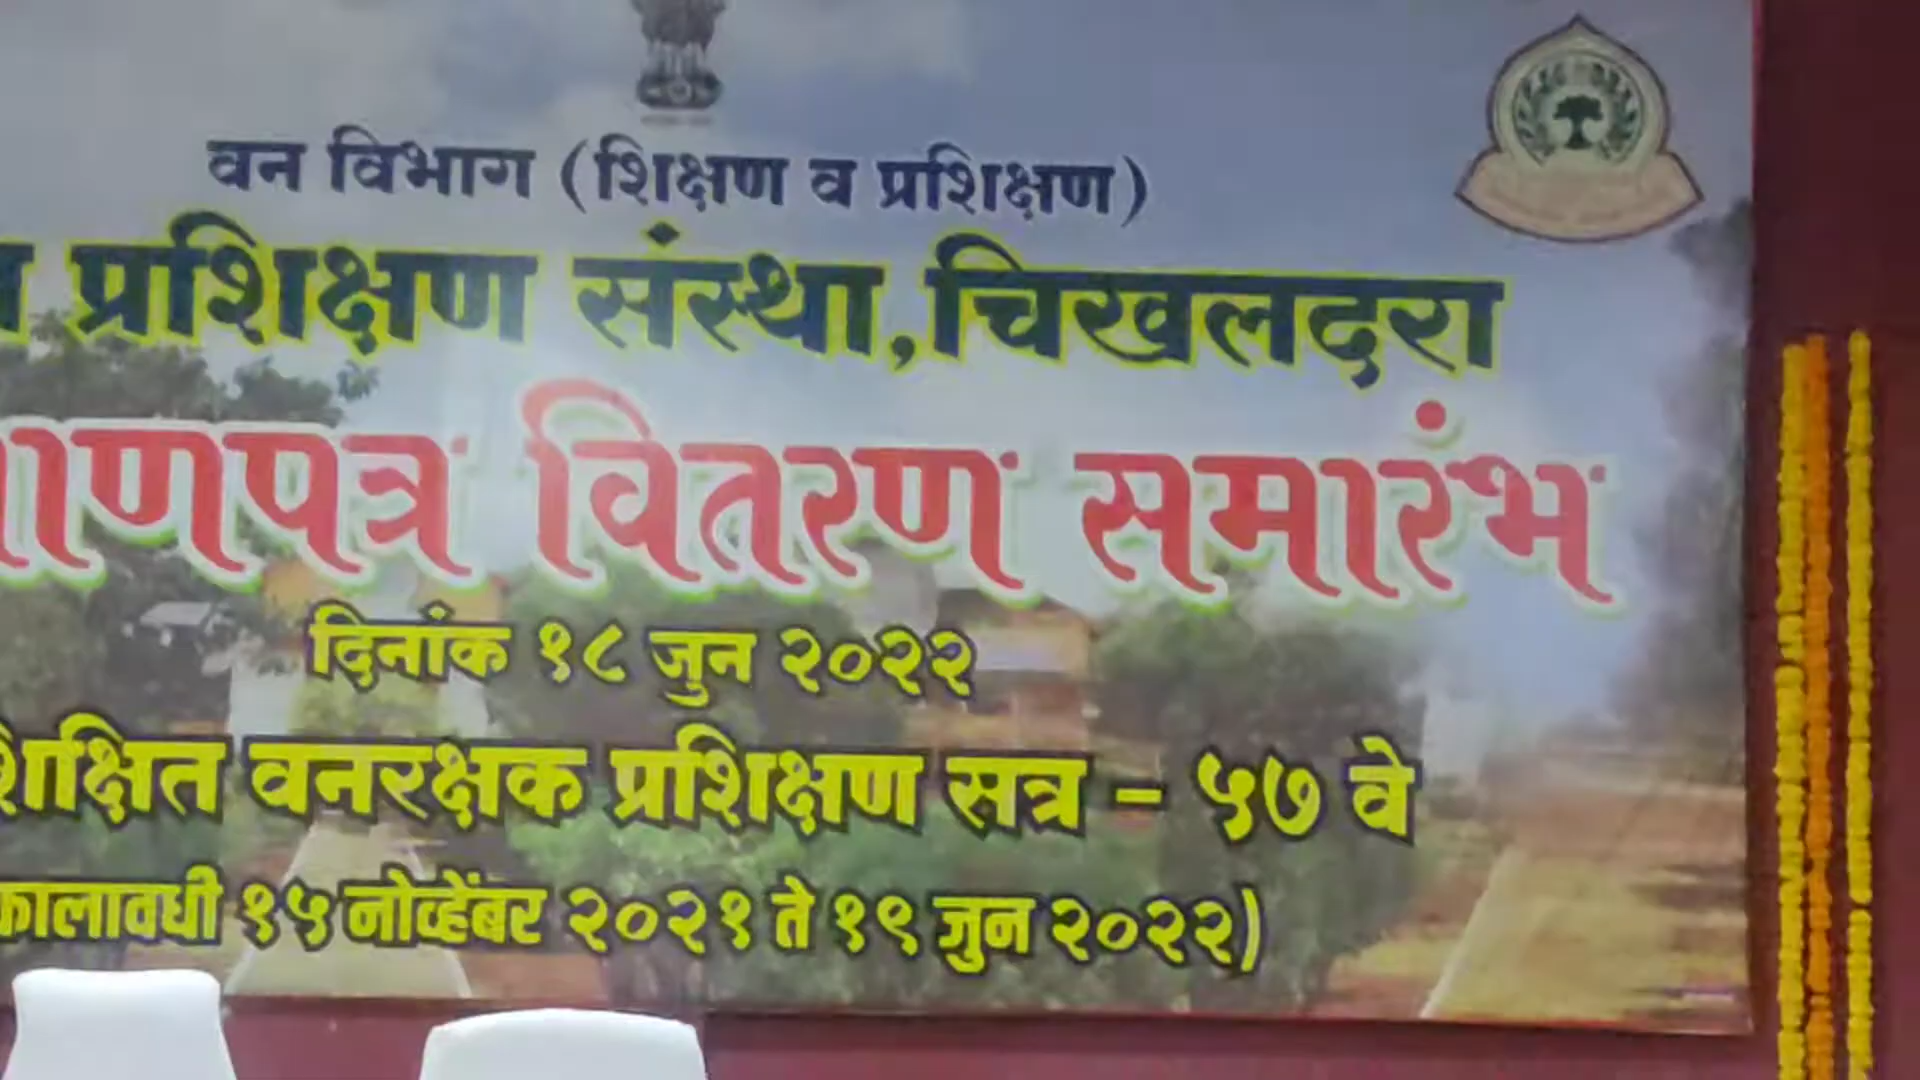 वन विभाग (शिक्षण व प्रशिक्षण)
प्रशिक्षण संस्था,चिखलदरा
वितरण समारंभ
दिनांक १८ जुन २०२२
वनरक्षक प्रशिक्षण सत्र - ५७ वे
कालावधी १५ नोव्हेंबर २०२१ ते १९ जुन २०२२)